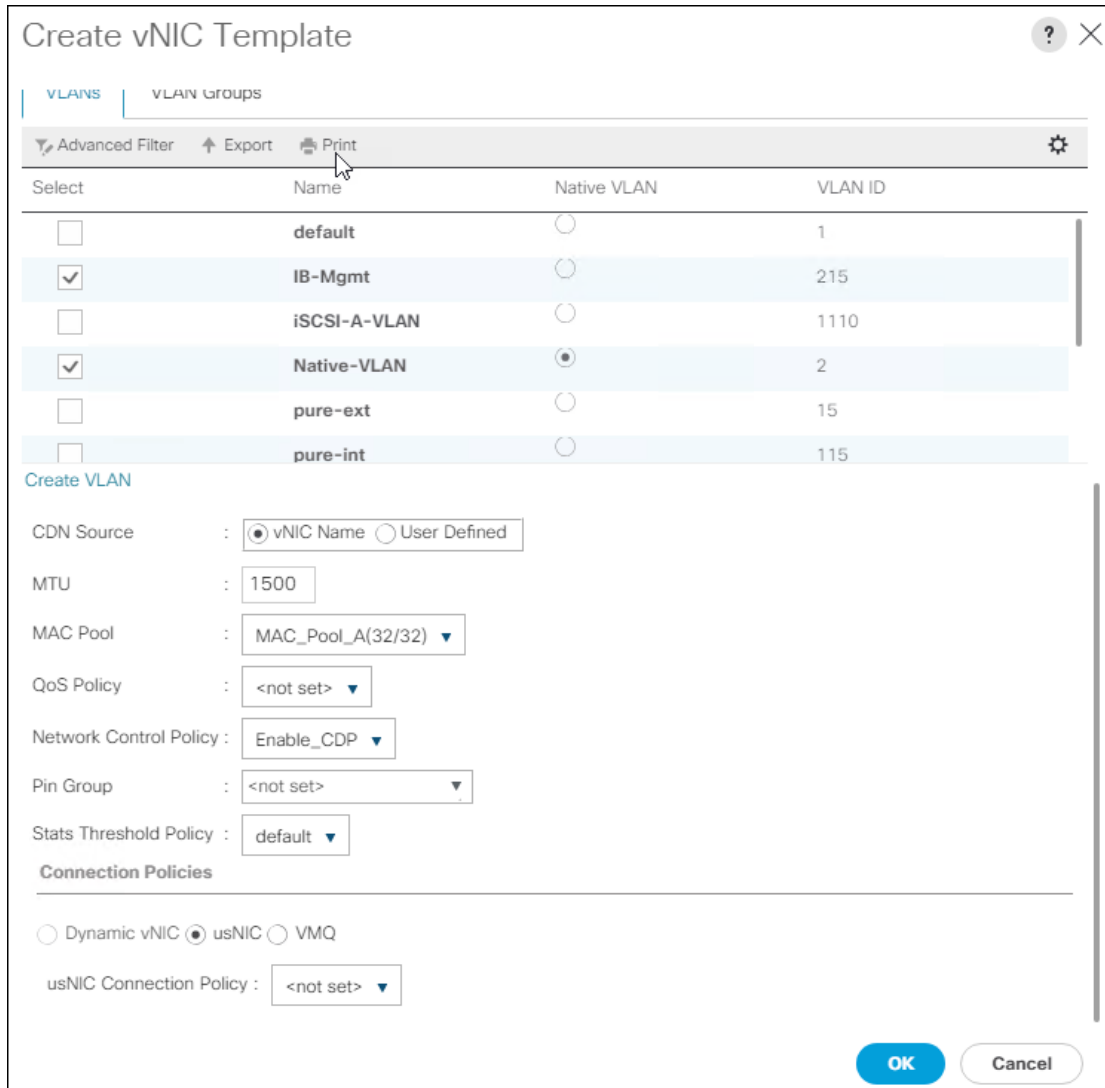 Create vNIC Template ?
VLANs VLAN Groups
Advanced Filter Export Print
Select Name Native VLAN VLAN ID
default 1
IB-Mgmt 215
iSCSI-A-VLAN 1110
Native-VLAN 2
pure-ext 15
pure-int 115
Create VLAN
CDN Source : vNIC Name User Defined
MTU : 1500
MAC Pool : MAC_Pool_A(32/32)
QoS Policy : <not set>
Network Control Policy : Enable_CDP
Pin Group : <not set>
Stats Threshold Policy : default
Connection Policies
Dynamic vNIC usNIC VMQ
usNIC Connection Policy : <not set>
OK Cancel